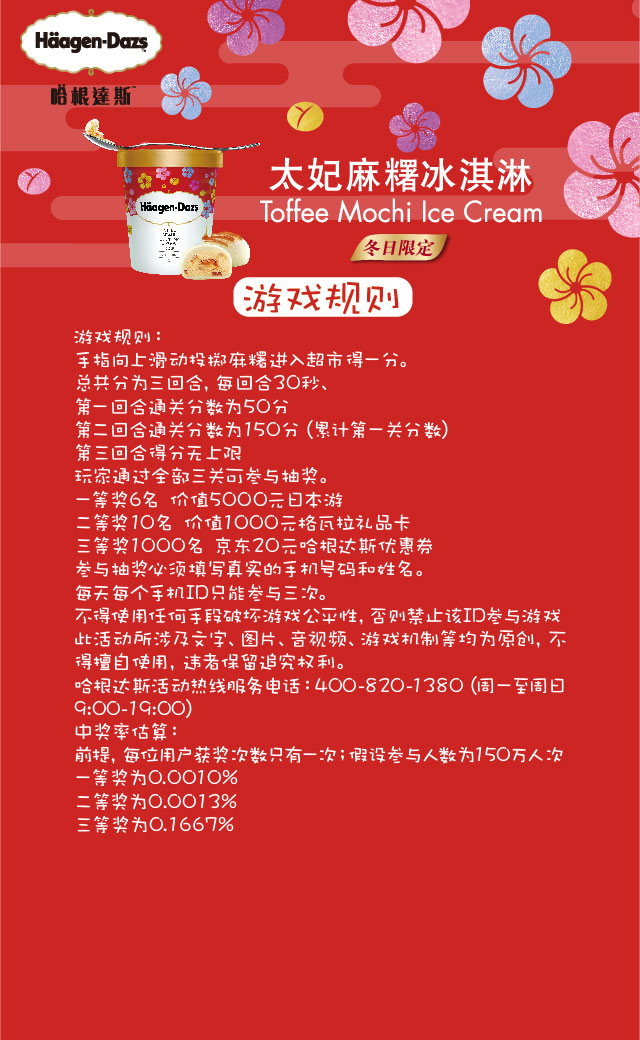 Häagen-Dazs
哈根達斯™
Häagen-Dazs
太妃麻糬冰淇淋
Toffee Mochi Ice Cream
冬日限定
游戏规则
游戏规则：
手指向上滑动投掷麻糬进入超市得一分。
总共分为三回合，每回合30秒、
第一回合通关分数为50分
第二回合通关分数为150分（累计第一关分数）
第三回合得分无上限
玩家通过全部三关可参与抽奖。
一等奖6名 价值5000元日本游
二等奖10名 价值1000元格瓦拉礼品卡
三等奖1000名 京东20元哈根达斯优惠券
参与抽奖必须填写真实的手机号码和姓名。
每天每个手机ID只能参与三次。
不得使用任何手段破坏游戏公平性，否则禁止该ID参与游戏
此活动所涉及文字、图片、音视频、游戏机制等均为原创，不
得擅自使用，违者保留追究权利。
哈根达斯活动热线服务电话：400-820-1380（周一至周日
9:00-19:00）
中奖率估算：
前提，每位用户获奖次数只有一次；假设参与人数为150万人次
一等奖为0.0010%
二等奖为0.0013%
三等奖为0.1667%